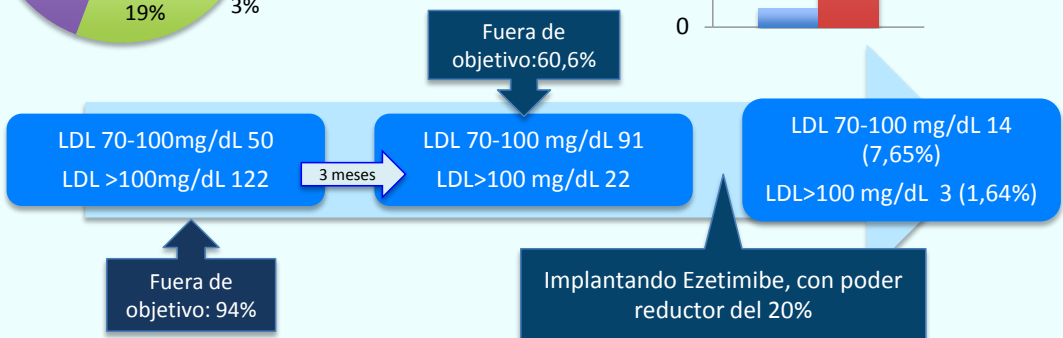 19%
3%
0
Fuera de
objetivo:60,6%
LDL 70-100mg/dL 50
LDL >100mg/dL 122
3 meses
LDL 70-100 mg/dL 91
LDL>100 mg/dL 22
LDL 70-100 mg/dL 14
(7,65%)
LDL>100 mg/dL  3 (1,64%)
Fuera de
objetivo: 94%
Implantando Ezetimibe, con poder
reductor del 20%